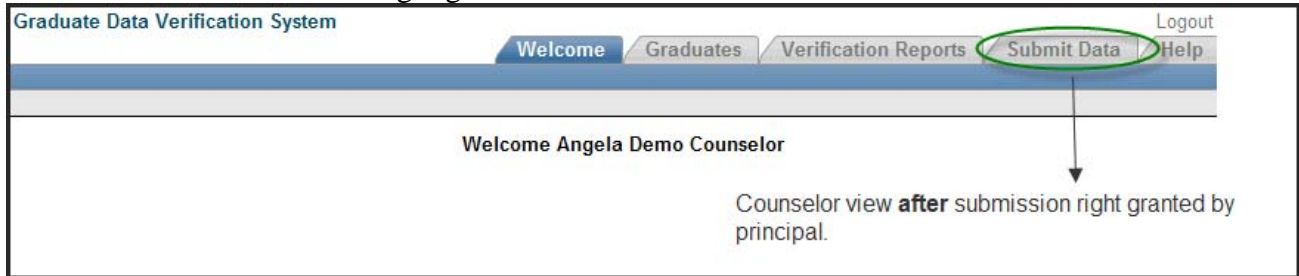 Graduate Data Verification System
Logout
Welcome Graduates Verification Reports Submit Data Help
Welcome Angela Demo Counselor
Counselor view after submission right granted by
principal.